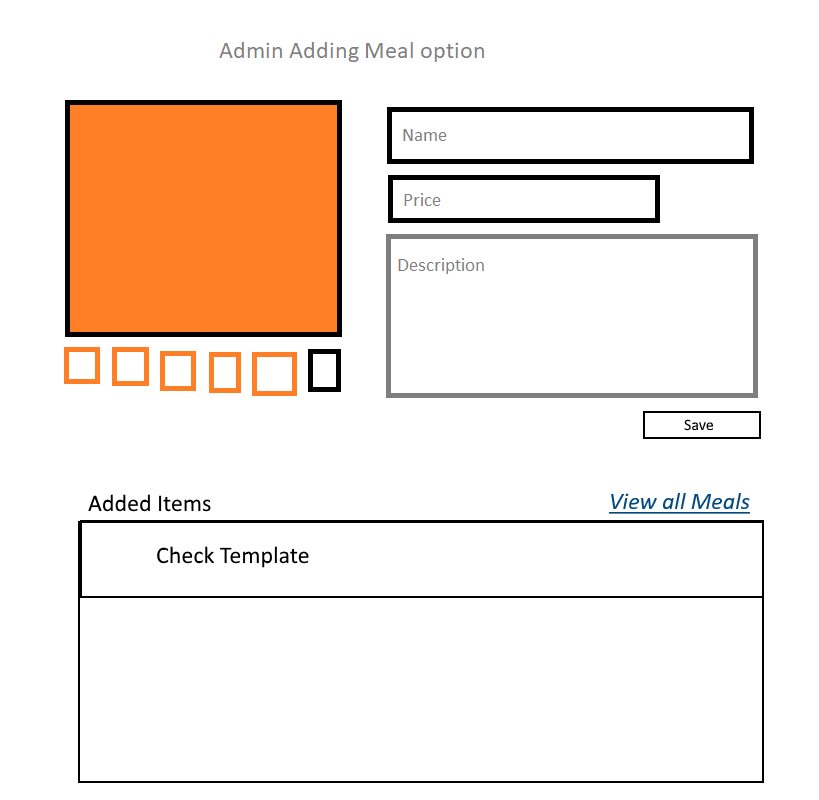 Admin Adding Meal option
Name
Price
Description
Save
Added Items
View all Meals
Check Template